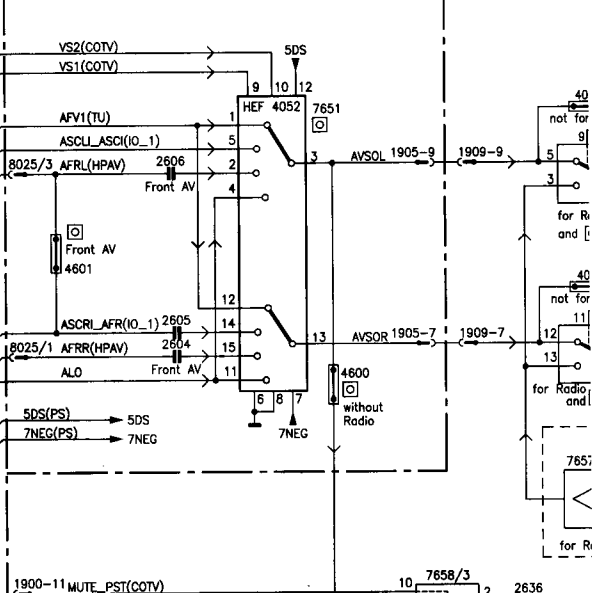 VS2(COTV)
VS1(COTV)
5DS
9 10 12
HEF 4052
7651
AFV1(TU) 1
ASCLI_ASCI(IO_1) 5
8025/3 AFRL(HPAV) 2606 2
Front AV
4
3 AVSOL 1905-9 1909-9 5
40
not for
9
3
for R
and
Front AV
4601
12
ASCRI_AFR(IO_1) 2605 14
8025/1 AFRR(HPAV) 2604 15
Front AV
ALO 11
13 AVSOR 1905-7 1909-7 12
40
not for
11
13
for Radio
and
4600
without
Radio
6 8 7
7NEG
5DS(PS) 5DS
7NEG(PS) 7NEG
7657
for R
1900-11 MUTE_PST(COTV) 10 7658/3 2 2636